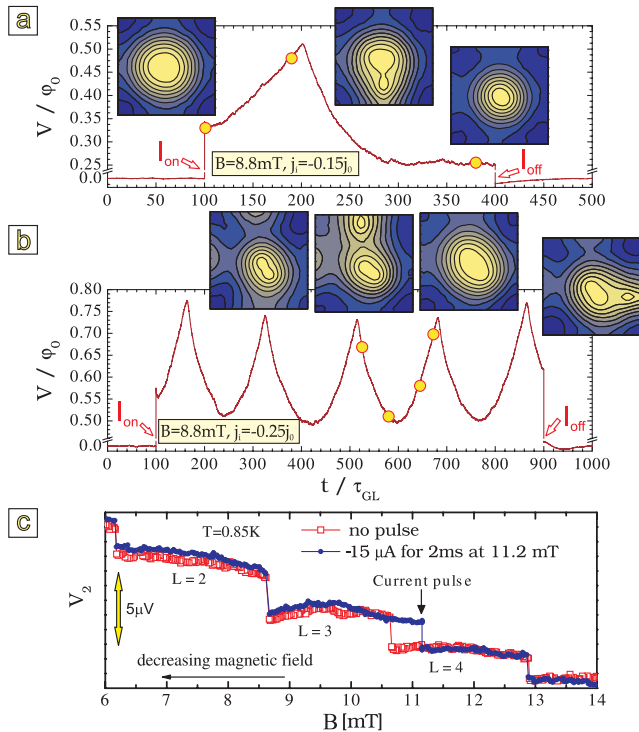 a
V / φ₀
0.55
0.50
0.45
0.40
0.35
0.30
0.25
0.0
I on
B=8.8mT, jᵢ=-0.15j₀
I off
0 50 100 150 200 250 300 350 400 450 500
b
V / φ₀
0.80
0.75
0.70
0.65
0.60
0.55
0.50
0.0
I on
B=8.8mT, jᵢ=-0.25j₀
I off
0 100 200 300 400 500 600 700 800 900 1000
t / τGL
c
V₂
T=0.85K
no pulse
-15 μA for 2ms at 11.2 mT
Current pulse
5μV
L = 2
L = 3
L = 4
decreasing magnetic field
6 7 8 9 10 11 12 13 14
B [mT]